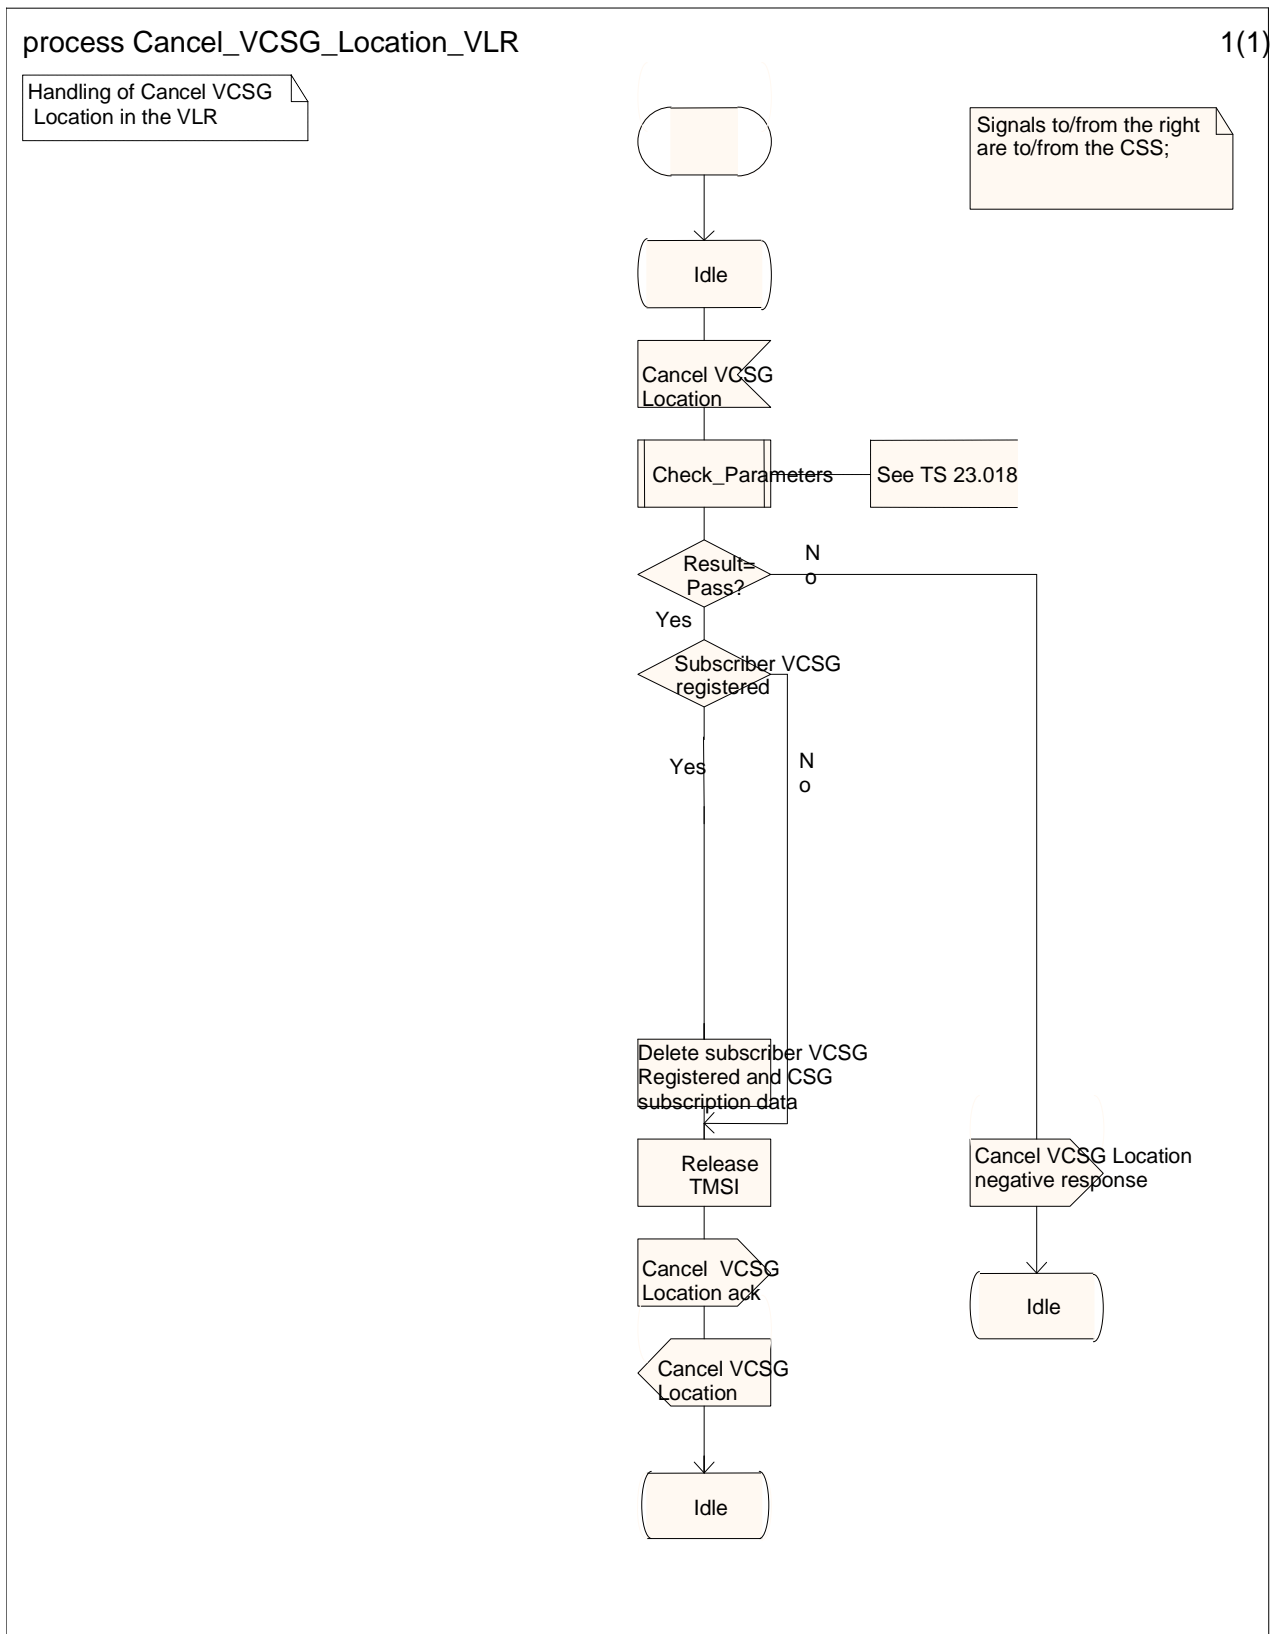 process Cancel_VCSG_Location_VLR
1(1)
Handling of Cancel VCSG
Location in the VLR
Signals to/from the right
are to/from the CSS;
Idle
Cancel VCSG
Location
Check_Parameters
See TS 23.018
Result=
Pass?
N
o
Yes
Subscriber VCSG
registered
Yes
N
o
Delete subscriber VCSG
Registered and CSG
subscription data
Release
TMSI
Cancel VCSG Location
negative response
Cancel  VCSG
Location ack
Idle
Cancel VCSG
Location
Idle